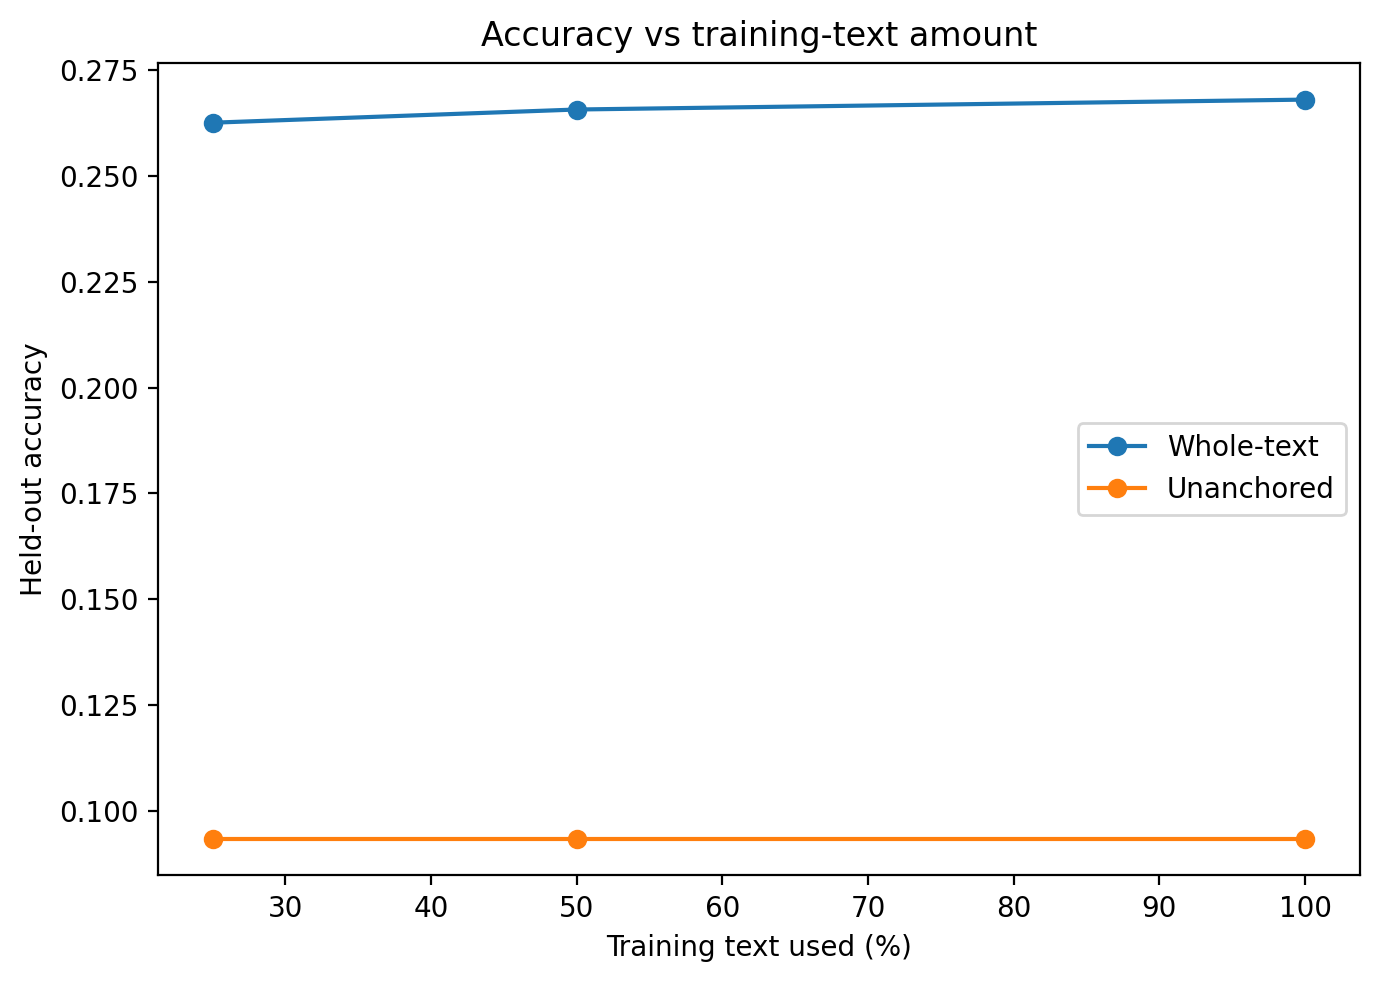 Accuracy vs training-text amount
0.275
0.250
0.225
0.200
0.175
0.150
0.125
0.100
Held-out accuracy
Whole-text
Unanchored
30 40 50 60 70 80 90 100
Training text used (%)